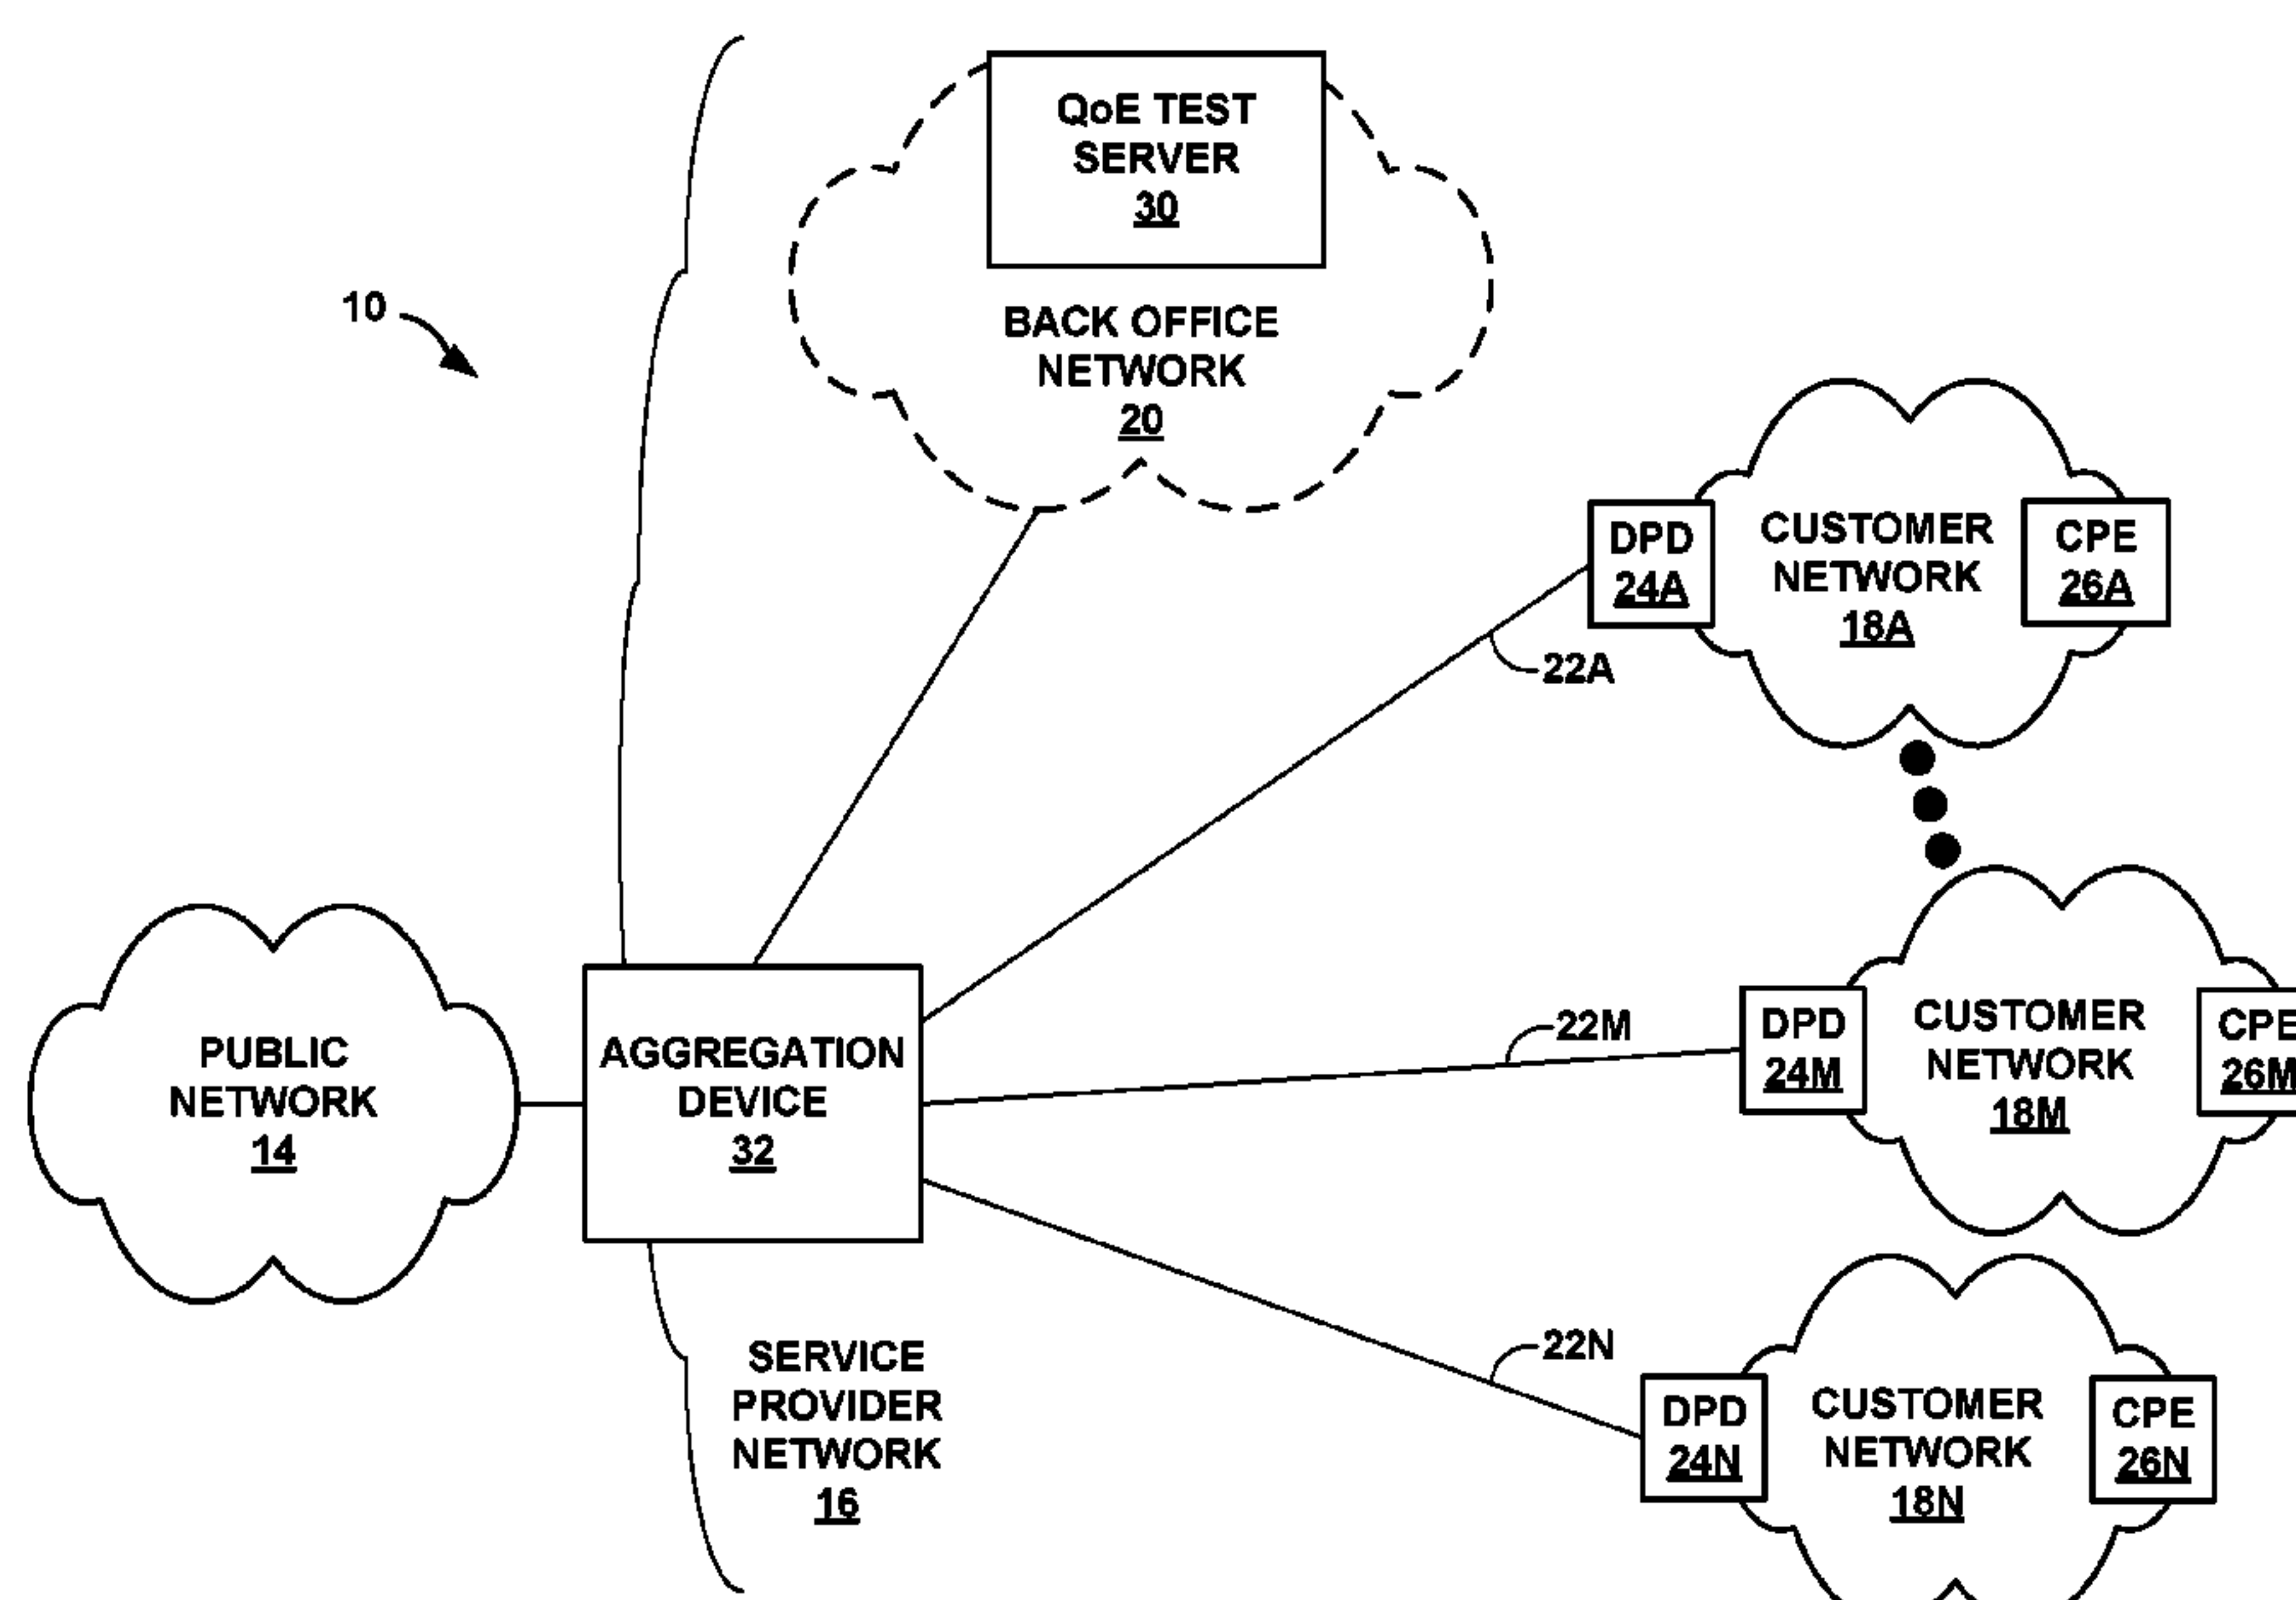 QoE TEST
SERVER
30
10
BACK OFFICE
NETWORK
20
DPD
24A
CUSTOMER
NETWORK
18A
CPE
26A
22A
PUBLIC
NETWORK
14
AGGREGATION
DEVICE
32
22M
DPD
24M
CUSTOMER
NETWORK
18M
CPE
26M
SERVICE
PROVIDER
NETWORK
16
22N
DPD
24N
CUSTOMER
NETWORK
18N
CPE
26N